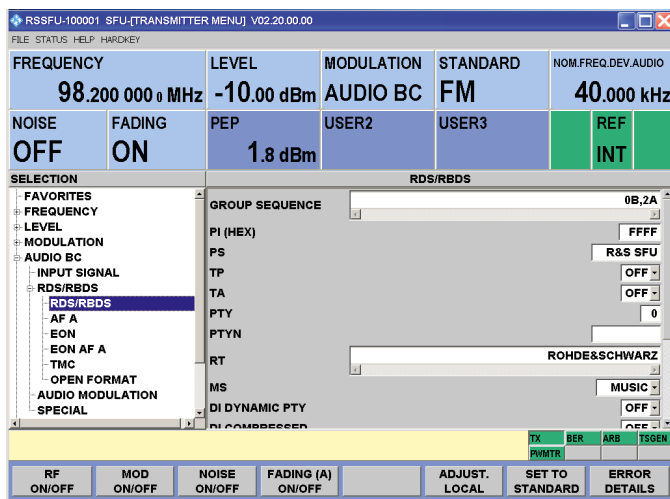 RSSFU-100001 SFU-[TRANSMITTER MENU] V02.20.00.00
FILE STATUS HELP HARDKEY
FREQUENCY LEVEL MODULATION STANDARD NOM.FREQ.DEV.AUDIO
98.200 000 0 MHz -10.00 dBm AUDIO BC FM 40.000 kHz
NOISE FADING PEP USER2 USER3 REF
OFF ON 1.8 dBm INT
SELECTION RDS/RBDS
FAVORITES
FREQUENCY
LEVEL
MODULATION
AUDIO BC
INPUT SIGNAL
RDS/RBDS
RDS/RBDS
AF A
EON
EON AF A
TMC
OPEN FORMAT
AUDIO MODULATION
SPECIAL
GROUP SEQUENCE 0B,2A
PI (HEX) FFFF
PS R&S SFU
TP OFF
TA OFF
PTY 0
PTYN
RT ROHDE&SCHWARZ
MS MUSIC
DI DYNAMIC PTY OFF
DI COMPRESSED OFF
TX BER ARB TSGEN
PWMTR
RF ON/OFF MOD ON/OFF NOISE ON/OFF FADING (A) ON/OFF ADJUST. LOCAL SET TO STANDARD ERROR DETAILS